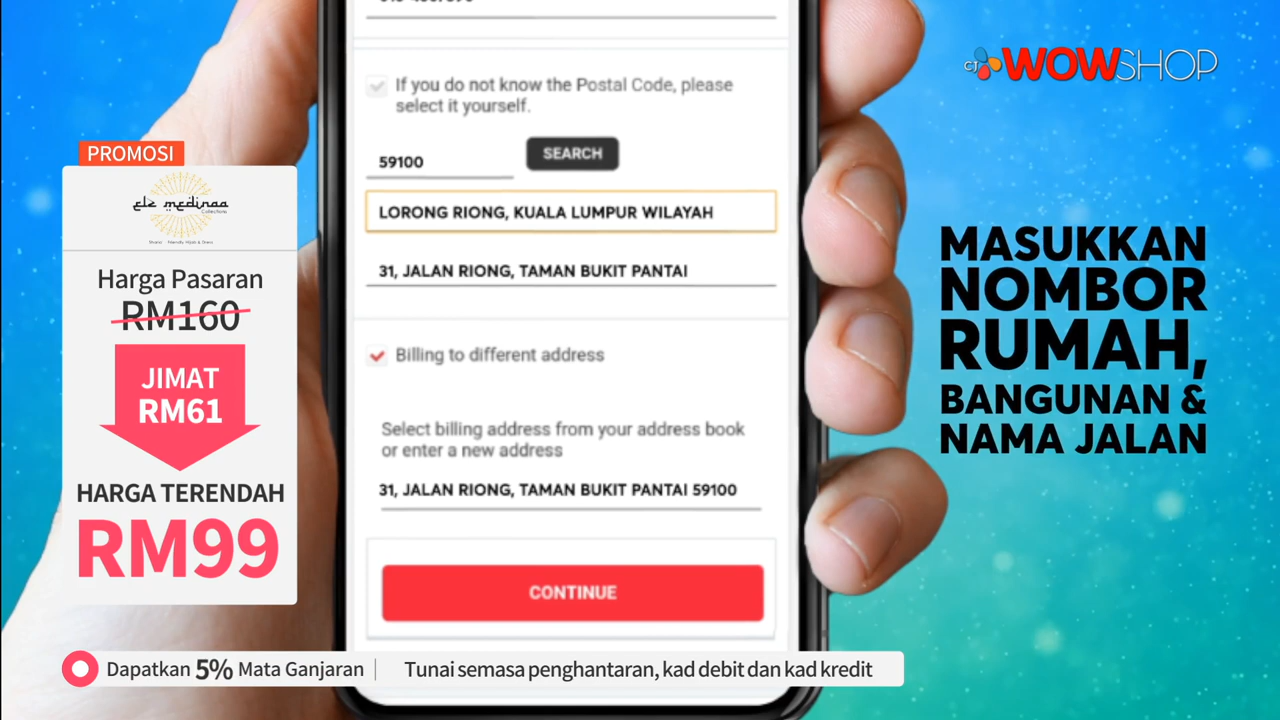 If you do not know the Postal Code, please
select it yourself.
59100
SEARCH
LORONG RIONG, KUALA LUMPUR WILAYAH
31, JALAN RIONG, TAMAN BUKIT PANTAI
Billing to different address
Select billing address from your address book
or enter a new address
31, JALAN RIONG, TAMAN BUKIT PANTAI 59100
CONTINUE
CJ WOWSHOP
MASUKKAN
NOMBOR
RUMAH,
BANGUNAN &
NAMA JALAN
PROMOSI
ele medinaa
Collections
Harga Pasaran
RM160
JIMAT
RM61
HARGA TERENDAH
RM99
Dapatkan 5% Mata Ganjaran
Tunai semasa penghantaran, kad debit dan kad kredit